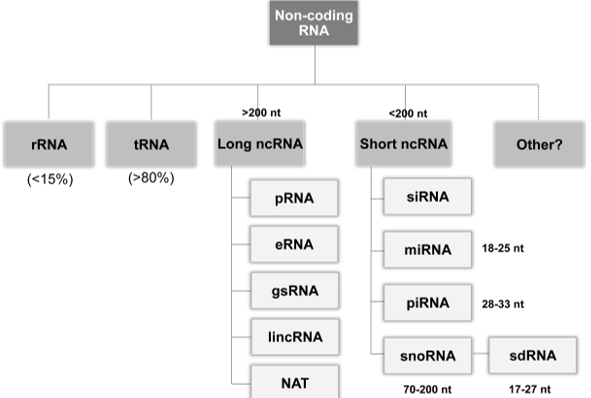 Non-coding
RNA
>200 nt
<200 nt
rRNA
tRNA
Long ncRNA
Short ncRNA
Other?
(<15%)
(>80%)
pRNA
siRNA
eRNA
miRNA
18-25 nt
gsRNA
piRNA
28-33 nt
lincRNA
snoRNA
sdRNA
NAT
70-200 nt
17-27 nt